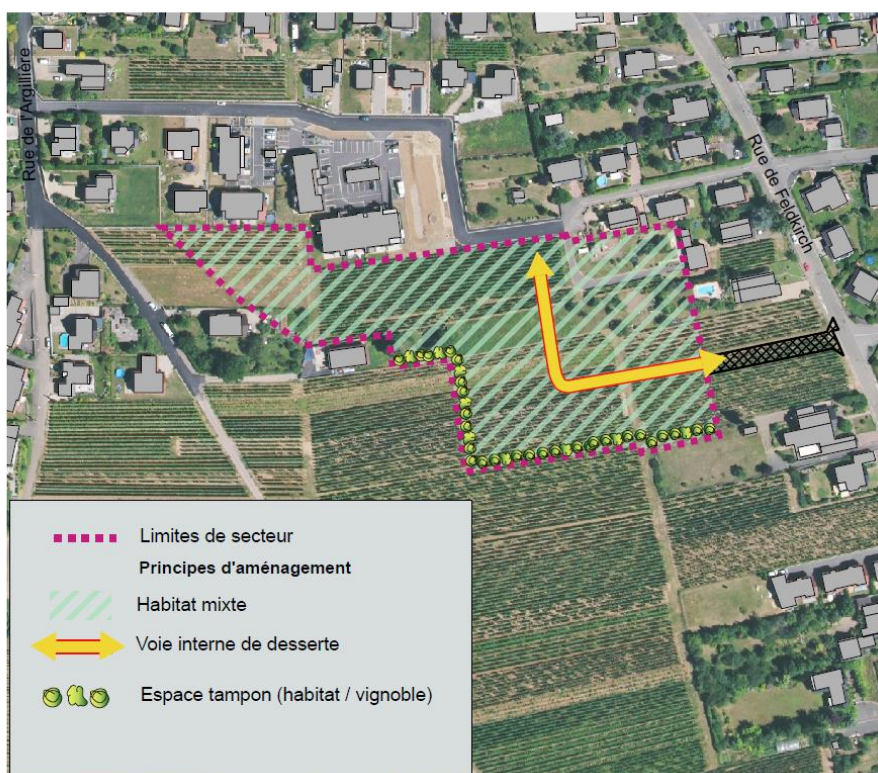 Rue de l'Argillière
Rue de Feldkirch
Limites de secteur
Principes d'aménagement
Habitat mixte
Voie interne de desserte
Espace tampon (habitat / vignoble)